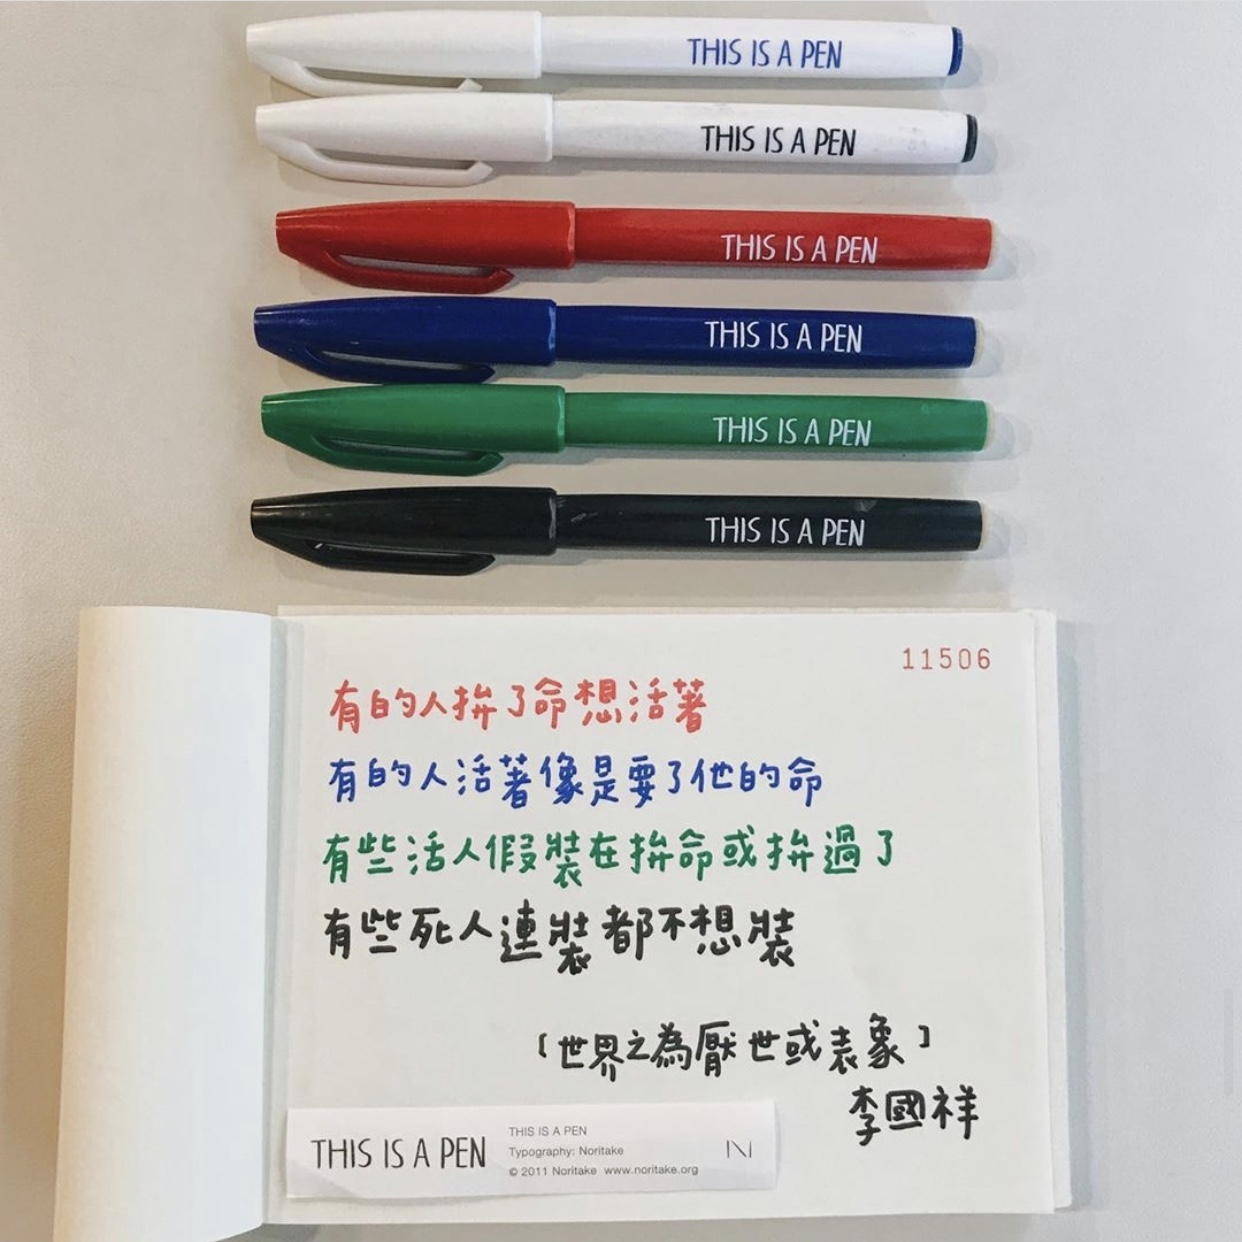 THIS IS A PEN
THIS IS A PEN
THIS IS A PEN
THIS IS A PEN
THIS IS A PEN
THIS IS A PEN
11506
有的人拚了命想活著
有的人活著像是要了他的命
有些活人假裝在拚命或拚過了
有些死人連裝都不想裝
〔世界之為厭世或表象〕
李國祥
THIS IS A PEN
THIS IS A PEN
Typography: Noritake
© 2011 Noritake www.noritake.org
N